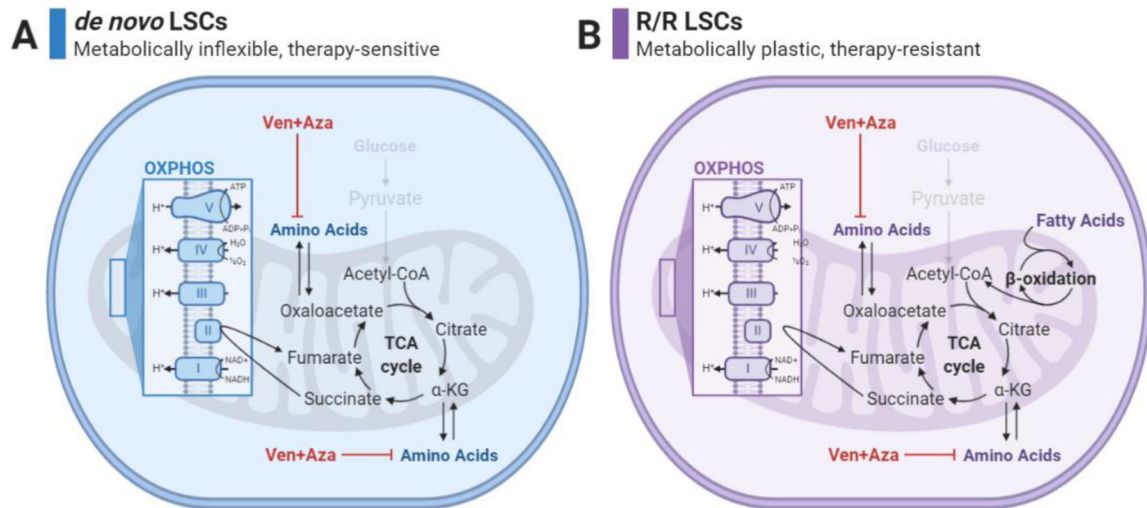 A
de novo LSCs
Metabolically inflexible, therapy-sensitive
Ven+Aza
Glucose
OXPHOS
Pyruvate
ATP
H⁺
V
ADP+Pᵢ
Amino Acids
H⁺
IV
H₂O
½O₂
Acetyl-CoA
H⁺
III
Oxaloacetate
Citrate
II
Fumarate
TCA
cycle
H⁺
I
NAD+
NADH
Succinate
α-KG
Ven+Aza
Amino Acids
B
R/R LSCs
Metabolically plastic, therapy-resistant
Ven+Aza
Glucose
OXPHOS
Pyruvate
ATP
H⁺
V
ADP+Pᵢ
Amino Acids
Fatty Acids
H⁺
IV
H₂O
½O₂
Acetyl-CoA
β-oxidation
H⁺
III
Oxaloacetate
Citrate
II
Fumarate
TCA
cycle
H⁺
I
NAD+
NADH
Succinate
α-KG
Ven+Aza
Amino Acids